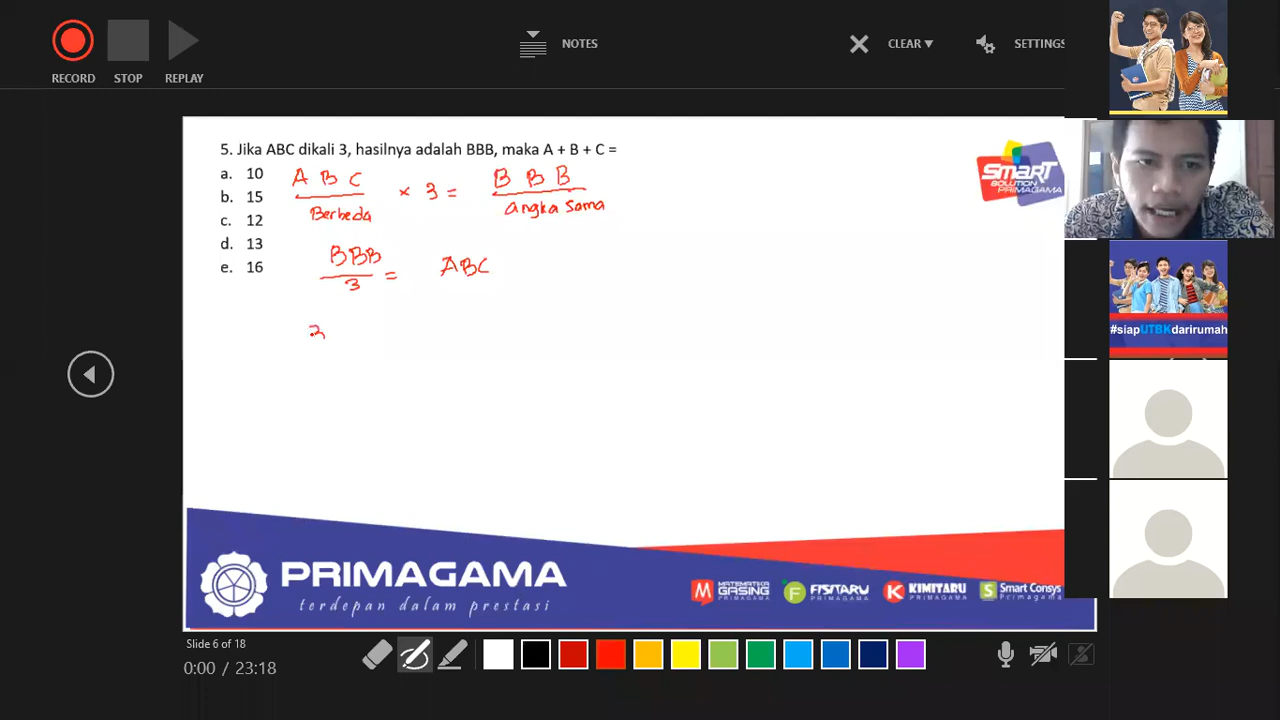 RECORD
STOP
REPLAY
NOTES
CLEAR
SETTINGS
5. Jika ABC dikali 3, hasilnya adalah BBB, maka A + B + C =
a. 10
b. 15
c. 12
d. 13
e. 16
A B C × 3 = B B B
Berbeda
angka sama
BBB
3
= ABC
3
SMART
SOLUTION
PRIMAGAMA
#siapUTBKdarirumah
PRIMAGAMA
terdepan dalam prestasi
M MATEMATIKA
GASING
PRIMAGAMA
F FISITARU
PRIMAGAMA
K KIMITARU
PRIMAGAMA
S Smart Consys
Primagama
Slide 6 of 18
0:00 / 23:18